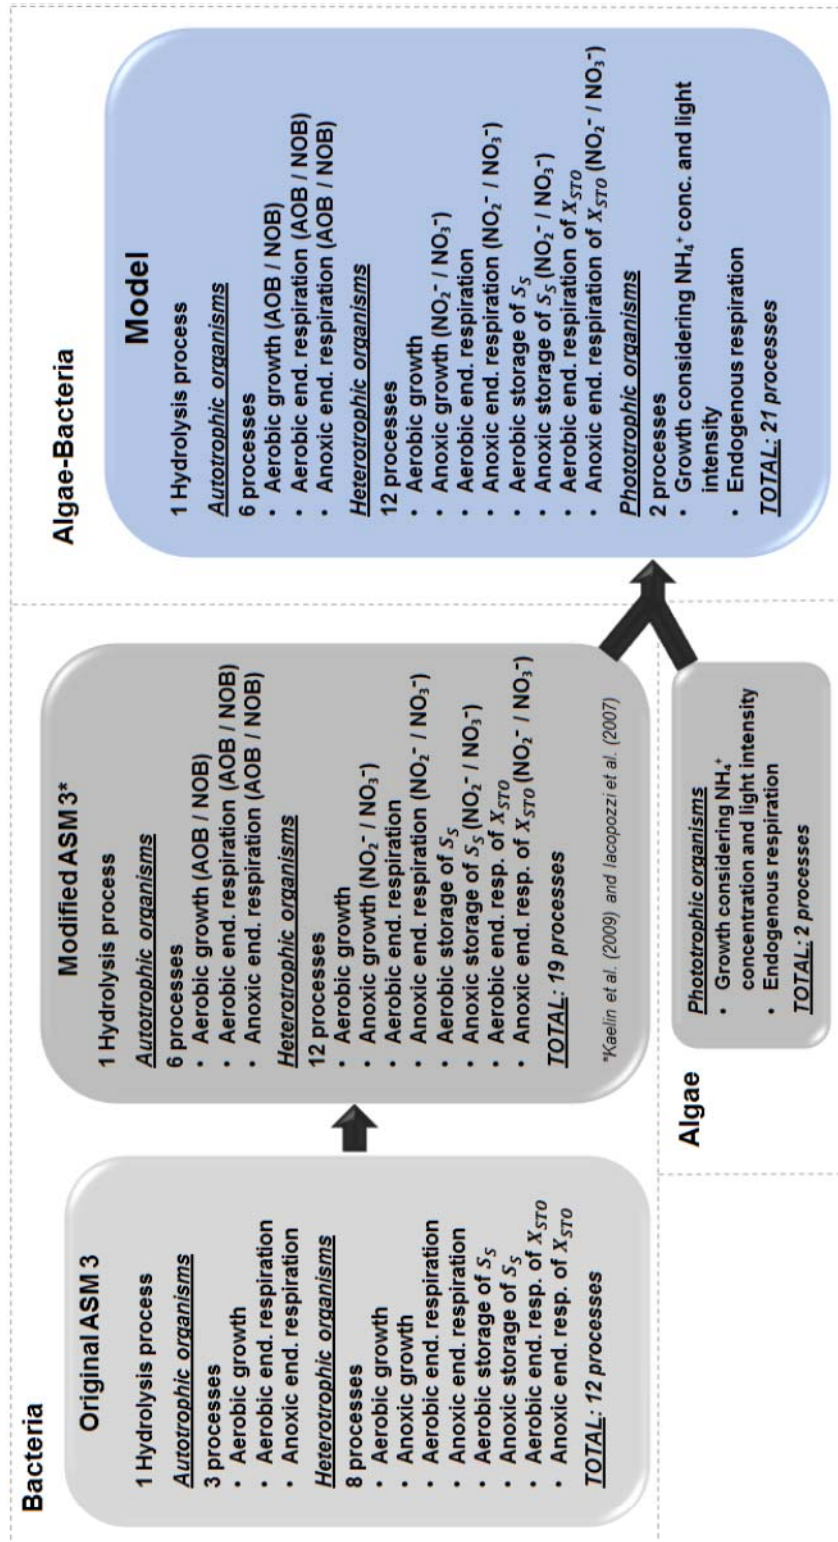 Bacteria
Original ASM 3
1 Hydrolysis process
Autotrophic organisms
3 processes
• Aerobic growth
• Aerobic end. respiration
• Anoxic end. respiration
Heterotrophic organisms
8 processes
• Aerobic growth
• Anoxic growth
• Aerobic end. respiration
• Anoxic end. respiration
• Aerobic storage of S_S
• Anoxic storage of S_S
• Aerobic end. resp. of X_STO
• Anoxic end. resp. of X_STO
TOTAL: 12 processes
Modified ASM 3*
1 Hydrolysis process
Autotrophic organisms
6 processes
• Aerobic growth (AOB / NOB)
• Aerobic end. respiration (AOB / NOB)
• Anoxic end. respiration (AOB / NOB)
Heterotrophic organisms
12 processes
• Aerobic growth
• Anoxic growth (NO₂⁻ / NO₃⁻)
• Aerobic end. respiration
• Anoxic end. respiration (NO₂⁻ / NO₃⁻)
• Aerobic storage of S_S
• Anoxic storage of S_S (NO₂⁻ / NO₃⁻)
• Aerobic end. resp. of X_STO
• Anoxic end. resp. of X_STO (NO₂⁻ / NO₃⁻)
TOTAL: 19 processes
*Kaelin et al. (2009) and Iacopozzi et al. (2007)
Algae
Phototrophic organisms
• Growth considering NH₄⁺
concentration and light intensity
• Endogenous respiration
TOTAL: 2 processes
Algae-Bacteria
Model
1 Hydrolysis process
Autotrophic organisms
6 processes
• Aerobic growth (AOB / NOB)
• Aerobic end. respiration (AOB / NOB)
• Anoxic end. respiration (AOB / NOB)
Heterotrophic organisms
12 processes
• Aerobic growth
• Anoxic growth (NO₂⁻ / NO₃⁻)
• Aerobic end. respiration
• Anoxic end. respiration (NO₂⁻ / NO₃⁻)
• Aerobic storage of S_S
• Anoxic storage of S_S (NO₂⁻ / NO₃⁻)
• Aerobic end. respiration of X_STO
• Anoxic end. respiration of X_STO (NO₂⁻ / NO₃⁻)
Phototrophic organisms
2 processes
• Growth considering NH₄⁺ conc. and light
intensity
• Endogenous respiration
TOTAL: 21 processes